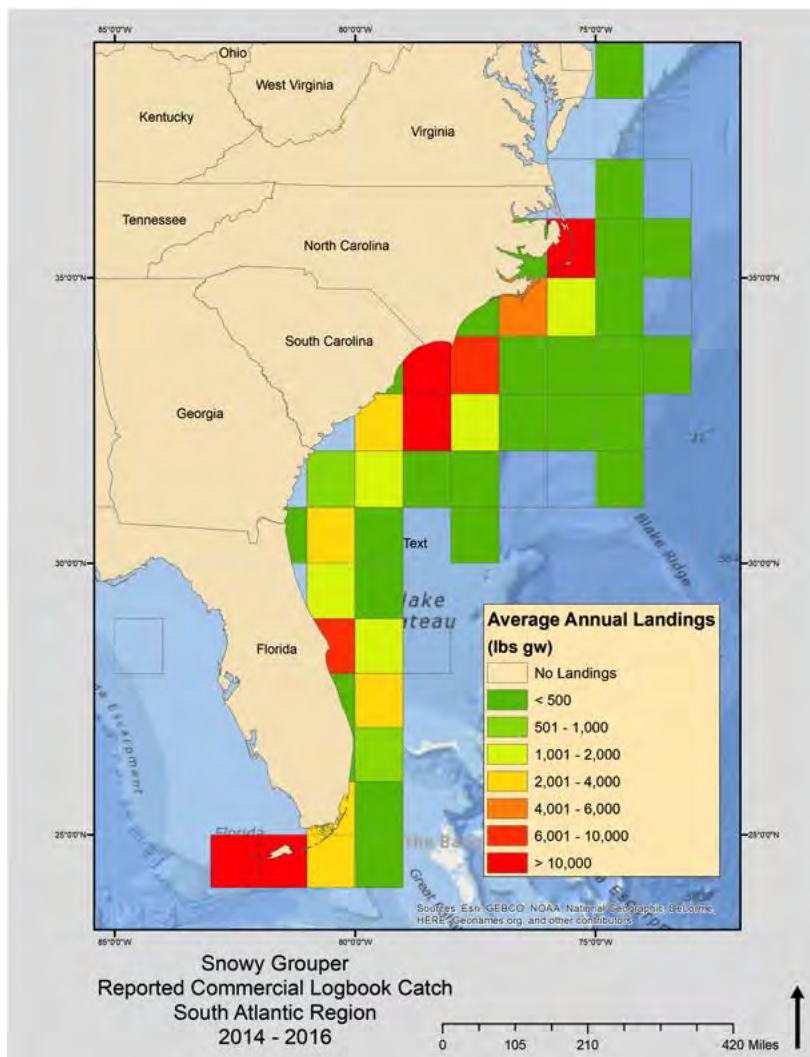 85°0'0"W 80°0'0"W 75°0'0"W
Ohio
West Virginia
Kentucky
Virginia
Tennessee
North Carolina
35°0'0"N 35°0'0"N
South Carolina
Georgia
Text
Blake Ridge
30°0'0"N
lake
ateau
Florida
Average Annual Landings
(lbs gw)
No Landings
< 500
501 - 1,000
1,001 - 2,000
2,001 - 4,000
4,001 - 6,000
6,001 - 10,000
> 10,000
Escarpment
25°0'0"N 25°0'0"N
Florida
The Ba
Great
Sources: Esri, GEBCO, NOAA, National Geographic, DeLorme,
HERE, Geonames.org, and other contributors
85°0'0"W 80°0'0"W 75°0'0"W
Snowy Grouper
Reported Commercial Logbook Catch
South Atlantic Region
2014 - 2016
0 105 210 420 Miles